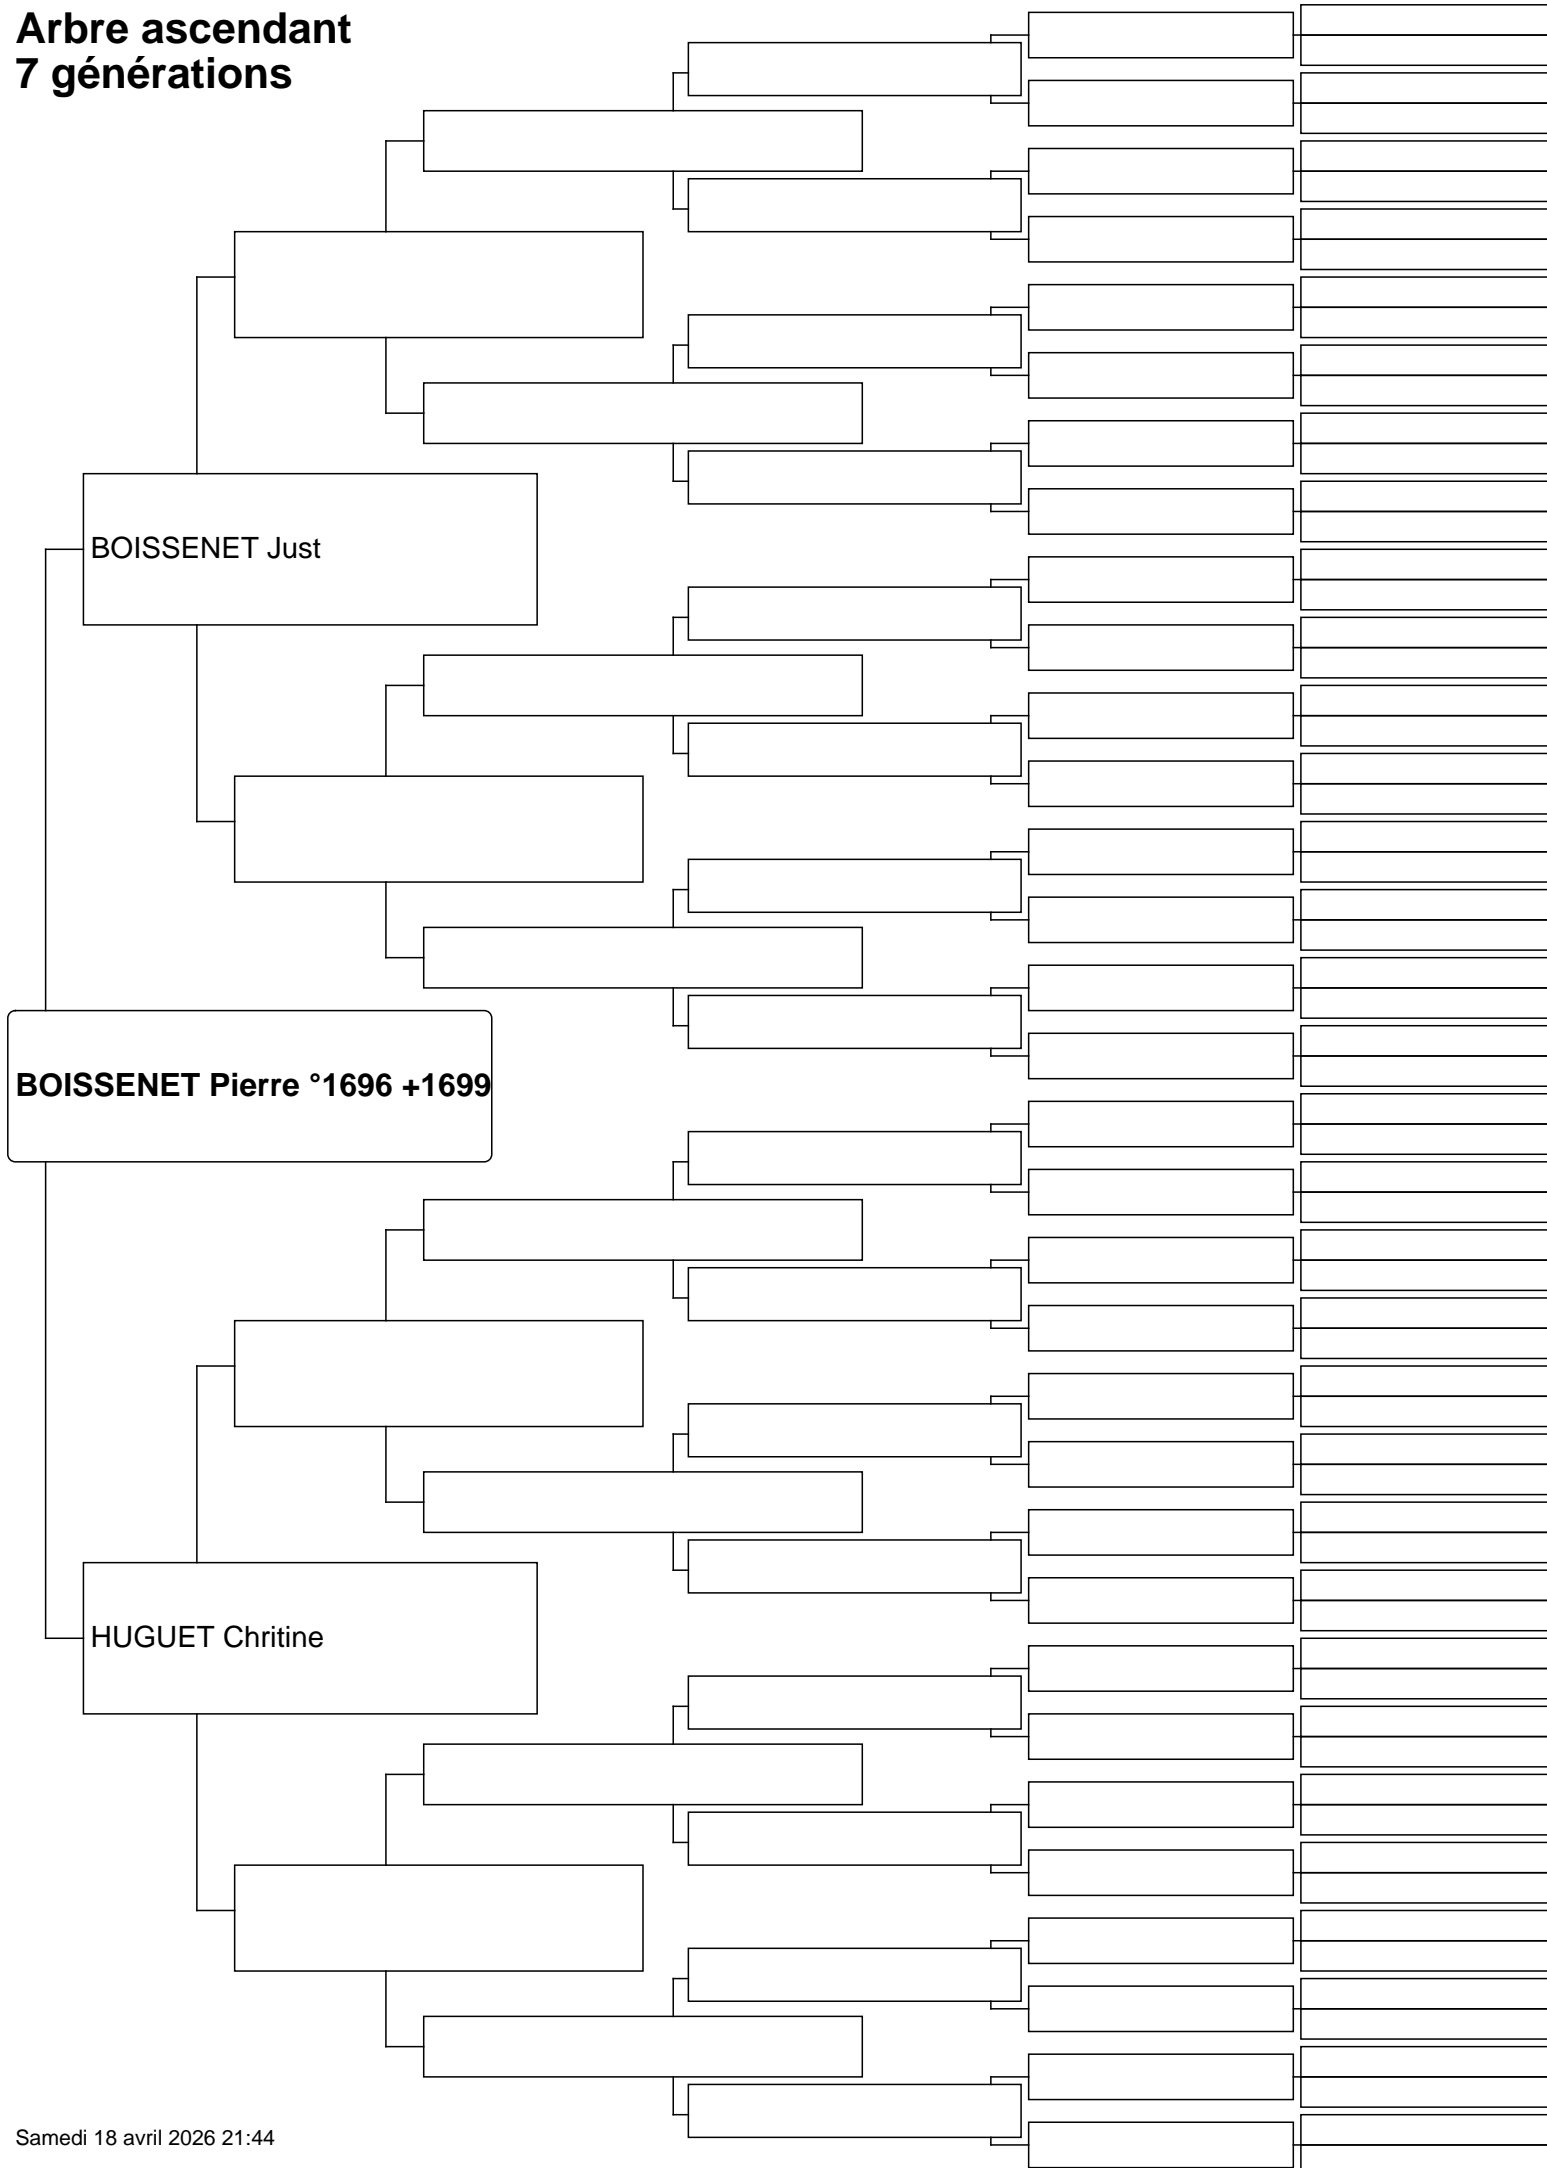 Arbre ascendant
7 générations
BOISSENET Just
BOISSENET Pierre °1696 +1699
HUGUET Chritine
Samedi 18 avril 2026 21:44